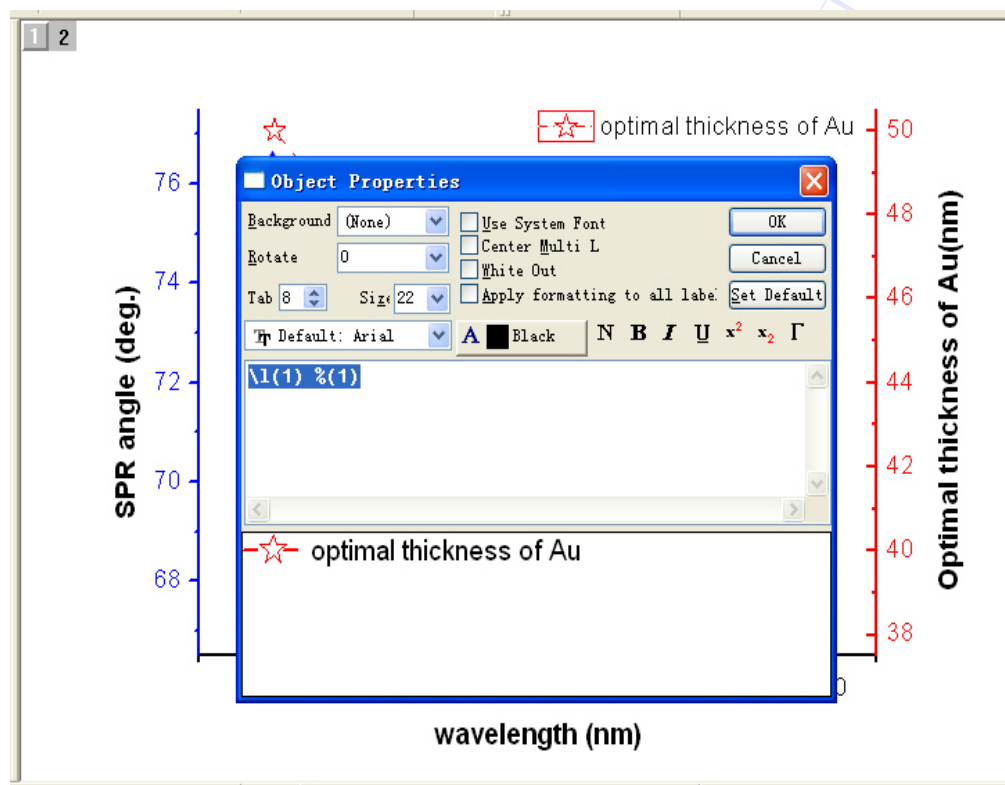 1 2
optimal thickness of Au
50
76
Object Properties
Background (None) Use System Font OK
Center Multi L
48
Rotate 0 Cancel
White Out
74
Tab 8 Size 22 Apply formatting to all label Set Default
46
Default: Arial A Black N B I U x² x₂ Γ
\l(1) %(1)
72
44
SPR angle (deg.)
Optimal thickness of Au(nm)
42
70
optimal thickness of Au
40
68
38
0
wavelength (nm)